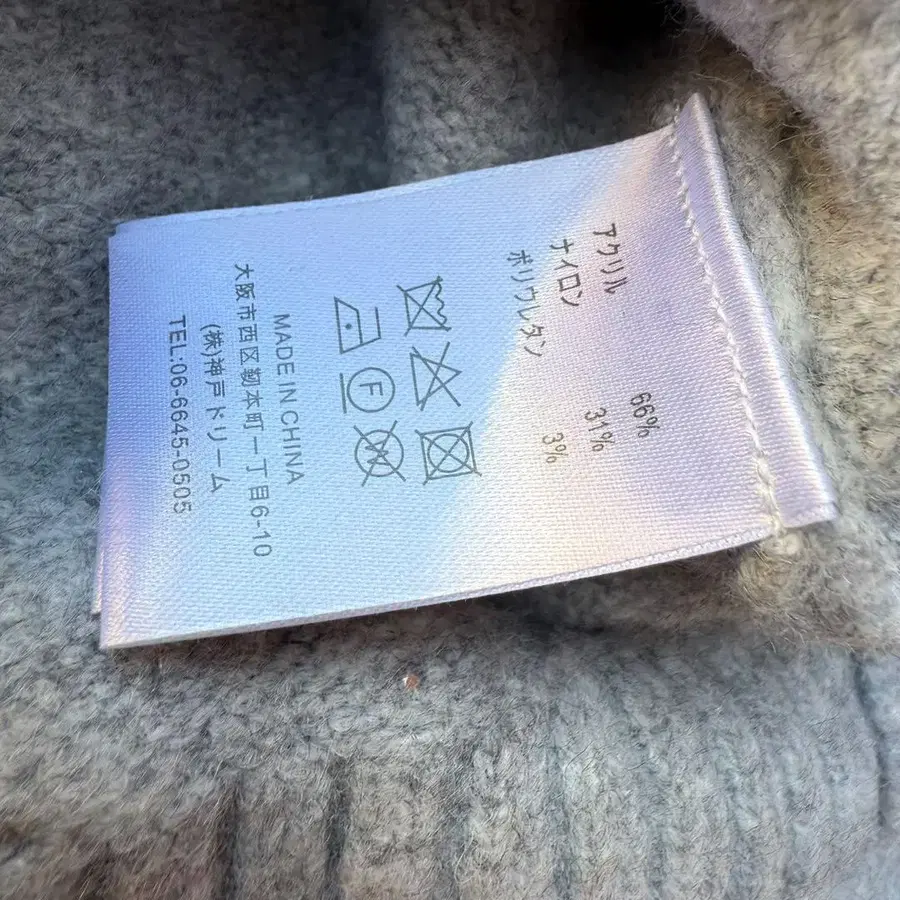 アクリル 66%
ナイロン 31%
ポリウレタン 3%
F
W
MADE IN CHINA
大阪市西区靭本町一丁目6-10
(株)神戸ドリーム
TEL:06-6645-0505